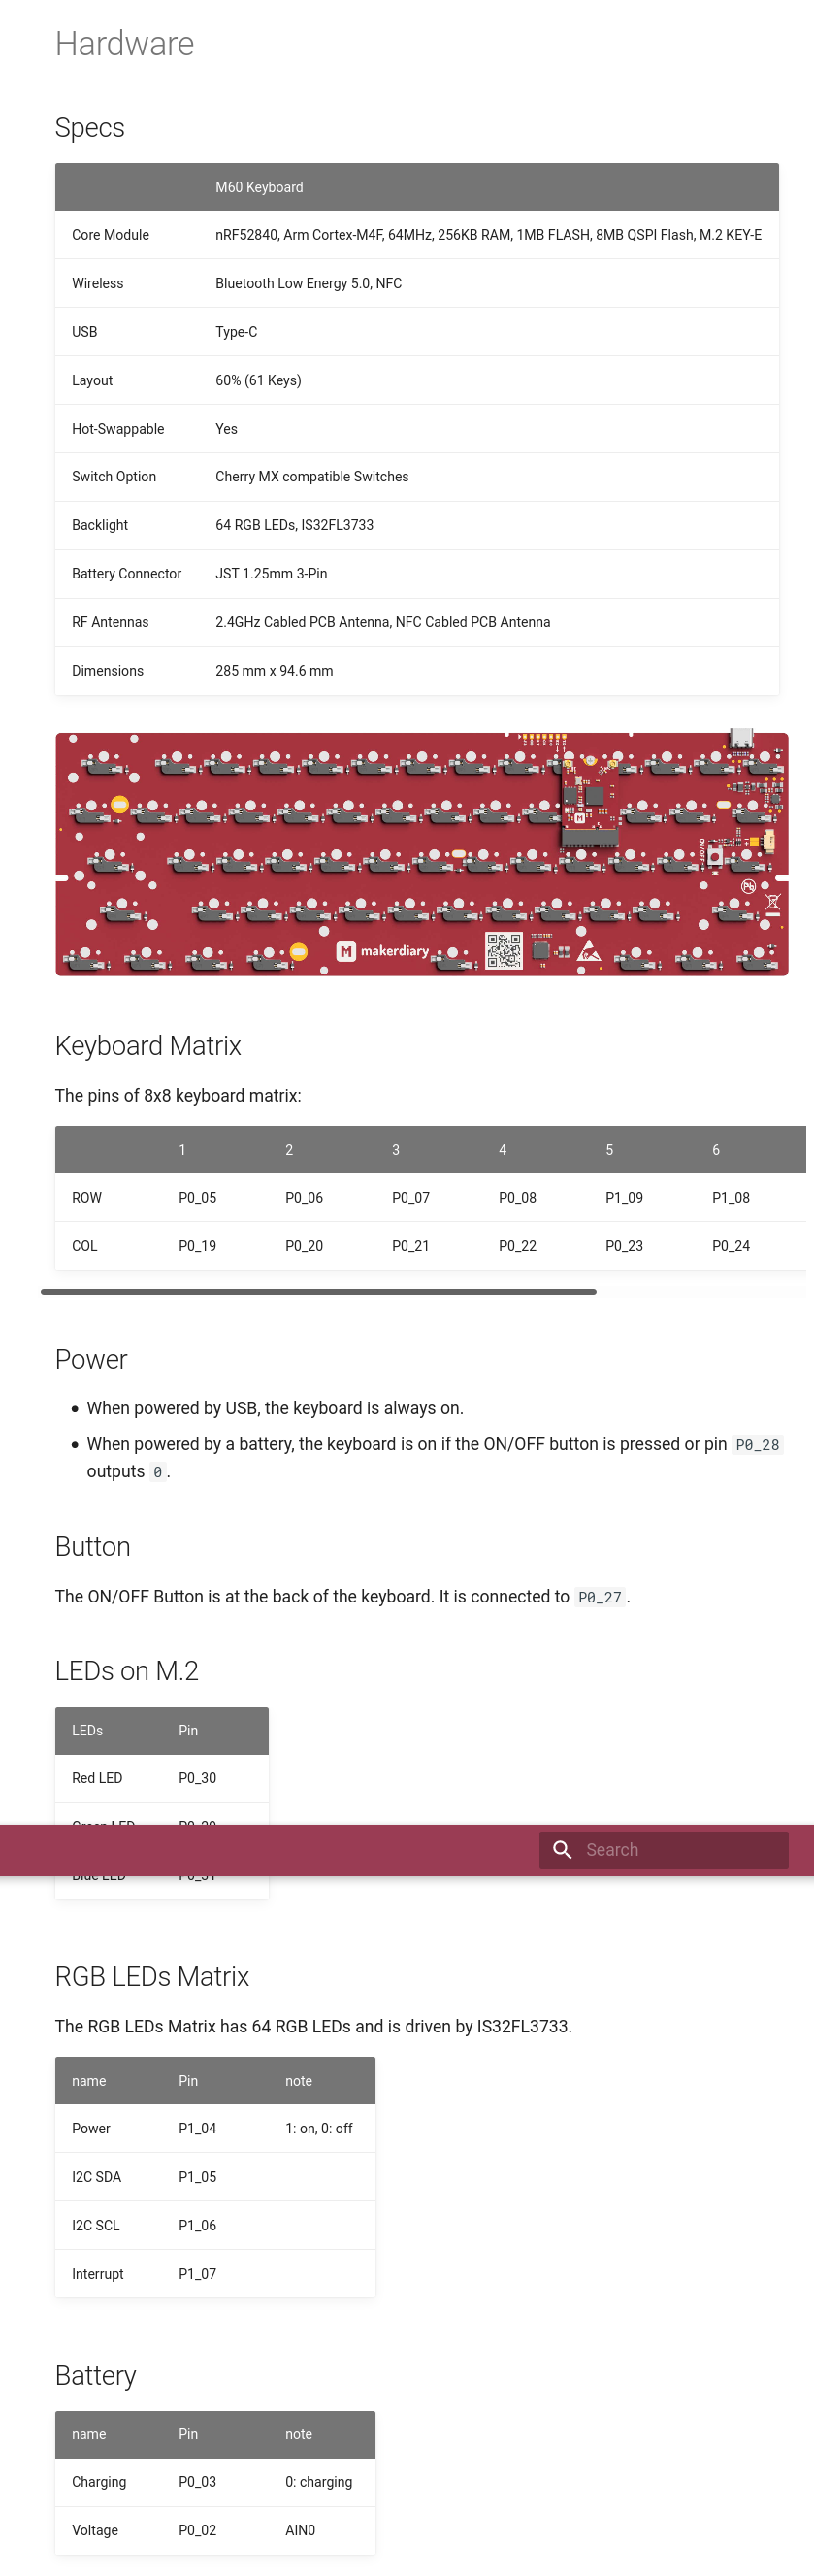 Hardware
Specs
M60 Keyboard
Core Module nRF52840, Arm Cortex-M4F, 64MHz, 256KB RAM, 1MB FLASH, 8MB QSPI Flash, M.2 KEY-E
Wireless Bluetooth Low Energy 5.0, NFC
USB Type-C
Layout 60% (61 Keys)
Hot-Swappable Yes
Switch Option Cherry MX compatible Switches
Backlight 64 RGB LEDs, IS32FL3733
Battery Connector JST 1.25mm 3-Pin
RF Antennas 2.4GHz Cabled PCB Antenna, NFC Cabled PCB Antenna
Dimensions 285 mm x 94.6 mm
ON/OFF
Pb
makerdiary
Keyboard Matrix
The pins of 8x8 keyboard matrix:
1 2 3 4 5 6
ROW P0_05 P0_06 P0_07 P0_08 P1_09 P1_08
COL P0_19 P0_20 P0_21 P0_22 P0_23 P0_24
Power
When powered by USB, the keyboard is always on.
When powered by a battery, the keyboard is on if the ON/OFF button is pressed or pin P0_28
outputs 0.
Button
The ON/OFF Button is at the back of the keyboard. It is connected to P0_27.
LEDs on M.2
LEDs Pin
Red LED P0_30
Search
RGB LEDs Matrix
The RGB LEDs Matrix has 64 RGB LEDs and is driven by IS32FL3733.
name Pin note
Power P1_04 1: on, 0: off
I2C SDA P1_05
I2C SCL P1_06
Interrupt P1_07
Battery
name Pin note
Charging P0_03 0: charging
Voltage P0_02 AIN0